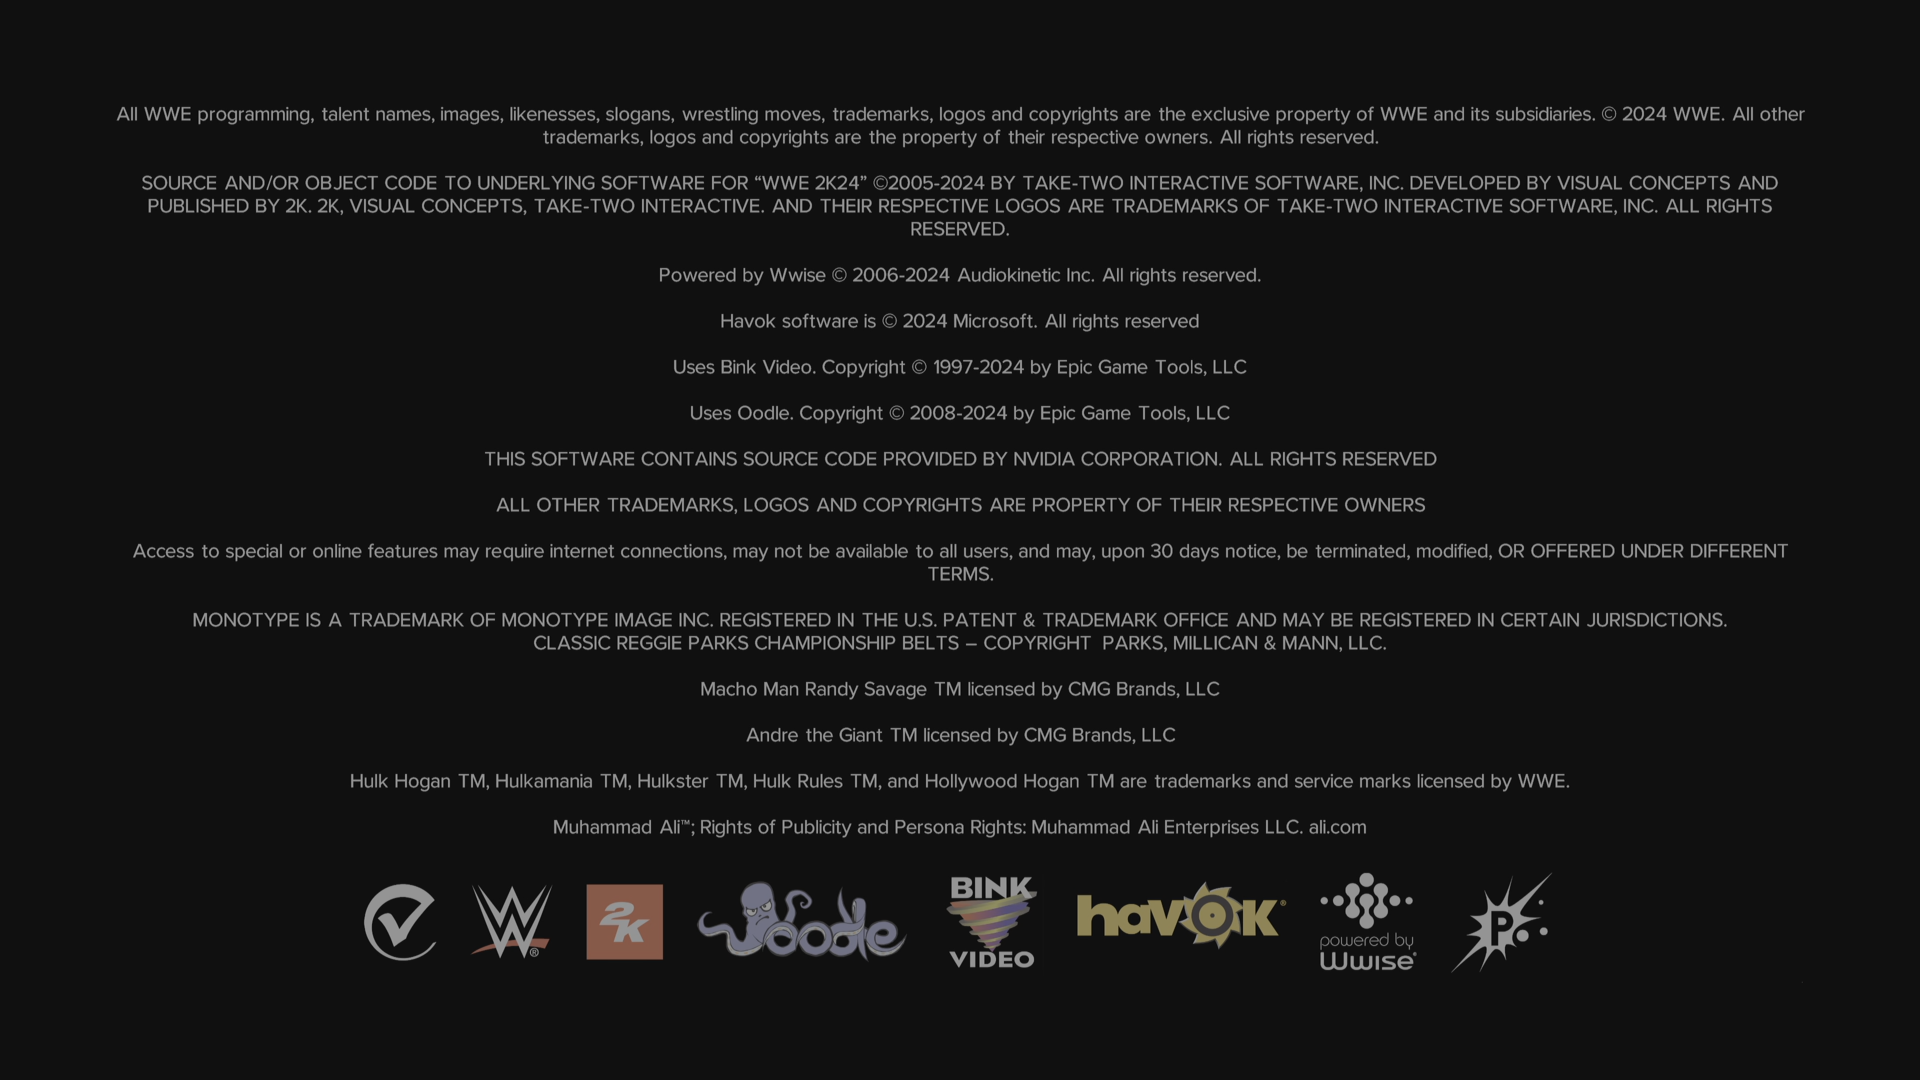 All WWE programming, talent names, images, likenesses, slogans, wrestling moves, trademarks, logos and copyrights are the exclusive property of WWE and its subsidiaries. © 2024 WWE. All other
trademarks, logos and copyrights are the property of their respective owners. All rights reserved.
SOURCE AND/OR OBJECT CODE TO UNDERLYING SOFTWARE FOR “WWE 2K24” ©2005-2024 BY TAKE-TWO INTERACTIVE SOFTWARE, INC. DEVELOPED BY VISUAL CONCEPTS AND
PUBLISHED BY 2K. 2K, VISUAL CONCEPTS, TAKE-TWO INTERACTIVE. AND THEIR RESPECTIVE LOGOS ARE TRADEMARKS OF TAKE-TWO INTERACTIVE SOFTWARE, INC. ALL RIGHTS
RESERVED.
Powered by Wwise © 2006-2024 Audiokinetic Inc. All rights reserved.
Havok software is © 2024 Microsoft. All rights reserved
Uses Bink Video. Copyright © 1997-2024 by Epic Game Tools, LLC
Uses Oodle. Copyright © 2008-2024 by Epic Game Tools, LLC
THIS SOFTWARE CONTAINS SOURCE CODE PROVIDED BY NVIDIA CORPORATION. ALL RIGHTS RESERVED
ALL OTHER TRADEMARKS, LOGOS AND COPYRIGHTS ARE PROPERTY OF THEIR RESPECTIVE OWNERS
Access to special or online features may require internet connections, may not be available to all users, and may, upon 30 days notice, be terminated, modified, OR OFFERED UNDER DIFFERENT
TERMS.
MONOTYPE IS A TRADEMARK OF MONOTYPE IMAGE INC. REGISTERED IN THE U.S. PATENT & TRADEMARK OFFICE AND MAY BE REGISTERED IN CERTAIN JURISDICTIONS.
CLASSIC REGGIE PARKS CHAMPIONSHIP BELTS – COPYRIGHT PARKS, MILLICAN & MANN, LLC.
Macho Man Randy Savage TM licensed by CMG Brands, LLC
Andre the Giant TM licensed by CMG Brands, LLC
Hulk Hogan TM, Hulkamania TM, Hulkster TM, Hulk Rules TM, and Hollywood Hogan TM are trademarks and service marks licensed by WWE.
Muhammad Ali™; Rights of Publicity and Persona Rights: Muhammad Ali Enterprises LLC. ali.com
W ®
2K
oodle
BINK
VIDEO
havok®
powered by
wwise®
P